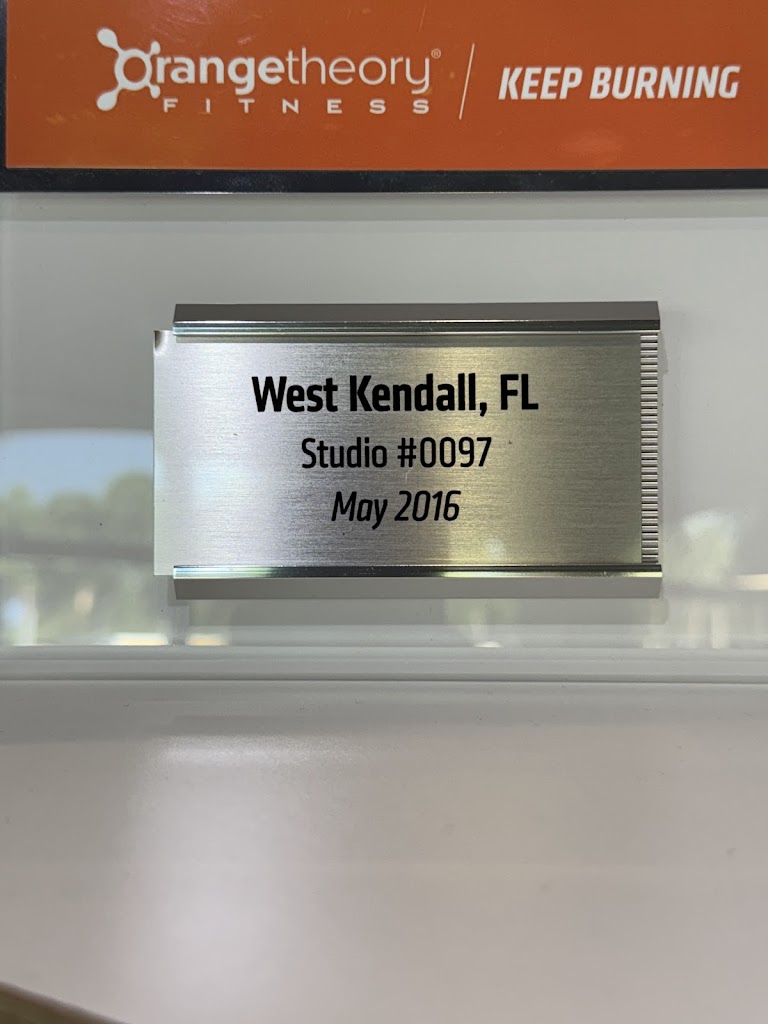 Orangetheory® | KEEP BURNING
FITNESS
West Kendall, FL
Studio #0097
May 2016